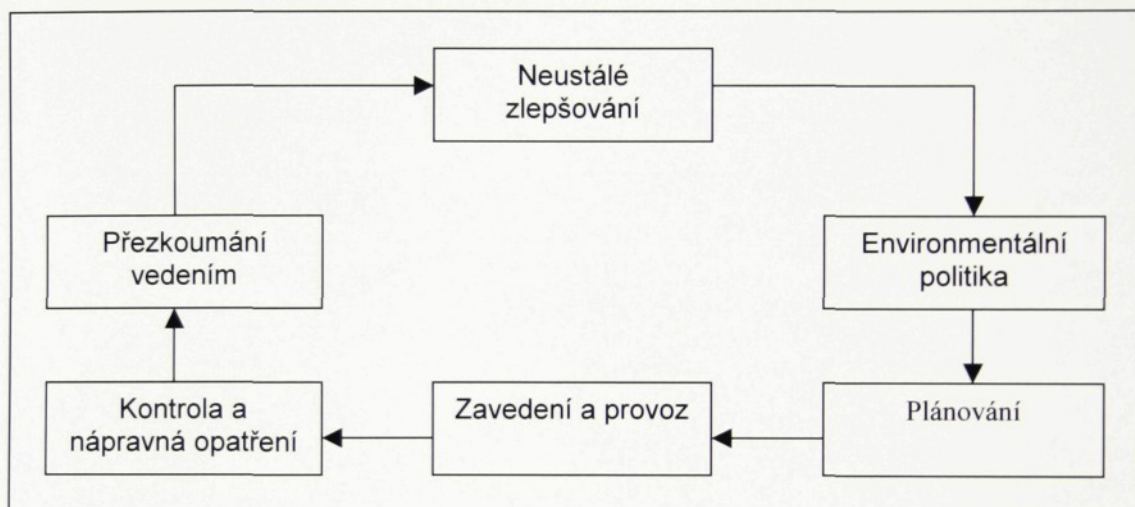 Neustálé
zlepšování
Přezkoumání
vedením
Environmentální
politika
Kontrola a
nápravná opatření
Zavedení a provoz
Plánování